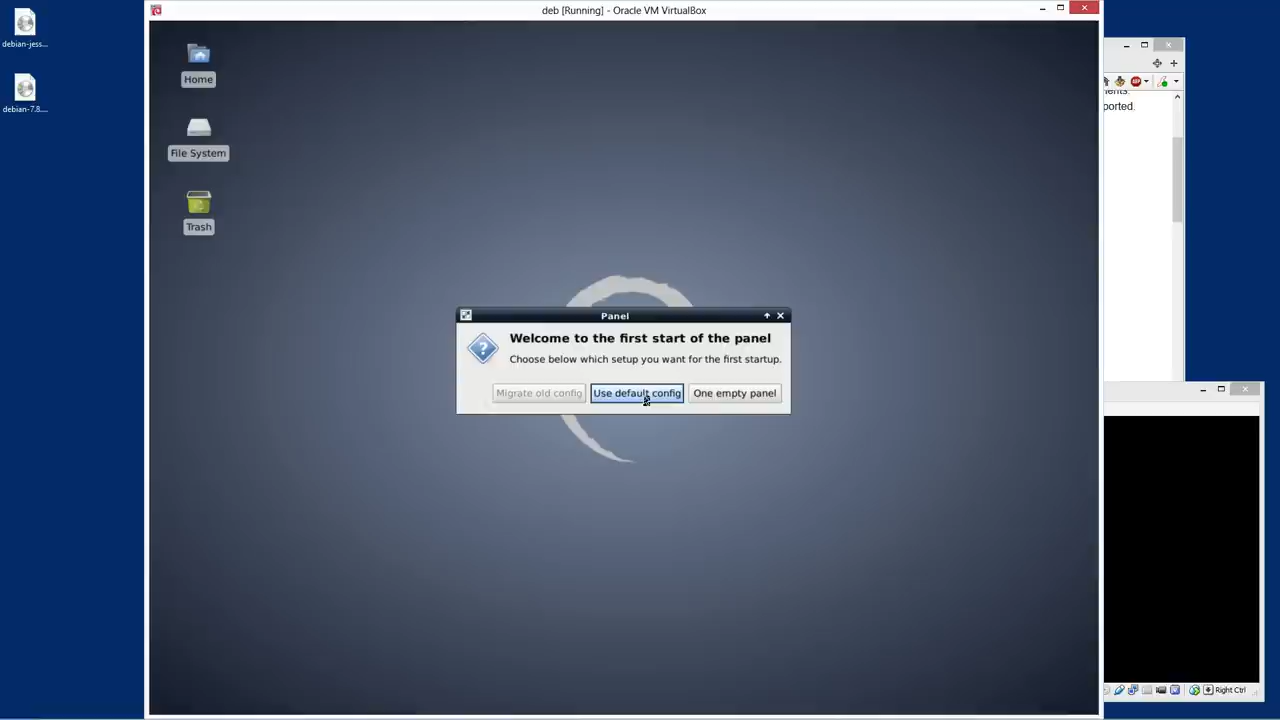 deb [Running] - Oracle VM VirtualBox
debian-jess...
debian-7.8....
Home
File System
Trash
ported.
Panel
Welcome to the first start of the panel
Choose below which setup you want for the first startup.
Migrate old config
Use default config
One empty panel
Right Ctrl